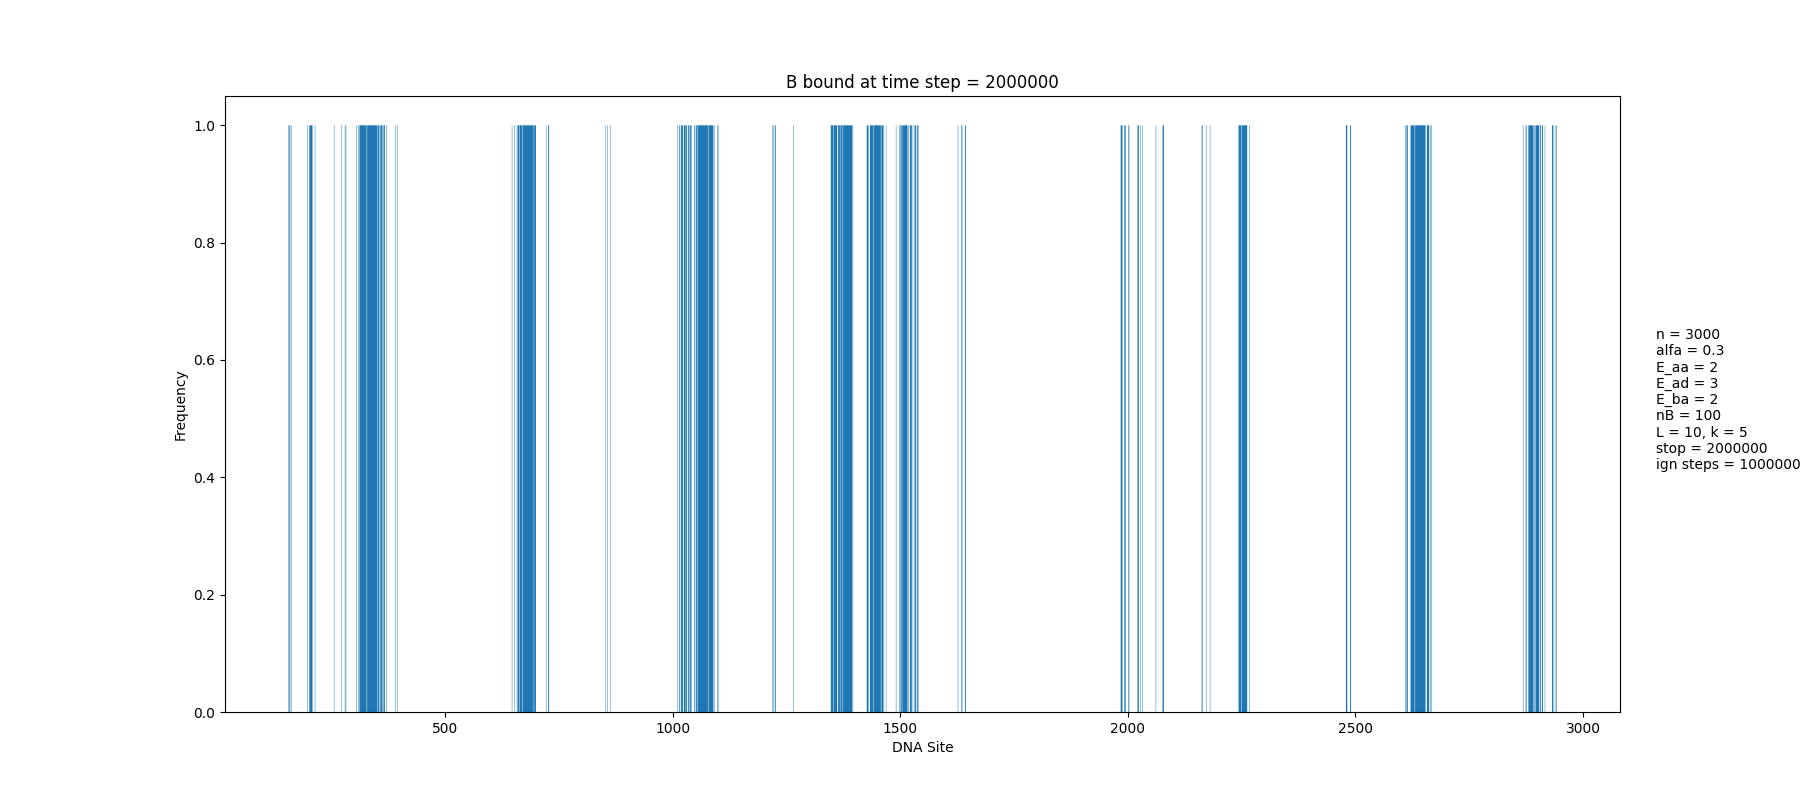 B bound at time step = 2000000
1.0
0.8
0.6
0.4
0.2
0.0
Frequency
500
1000
1500
2000
2500
3000
DNA Site
n = 3000
alfa = 0.3
E_aa = 2
E_ad = 3
E_ba = 2
nB = 100
L = 10, k = 5
stop = 2000000
ign steps = 1000000